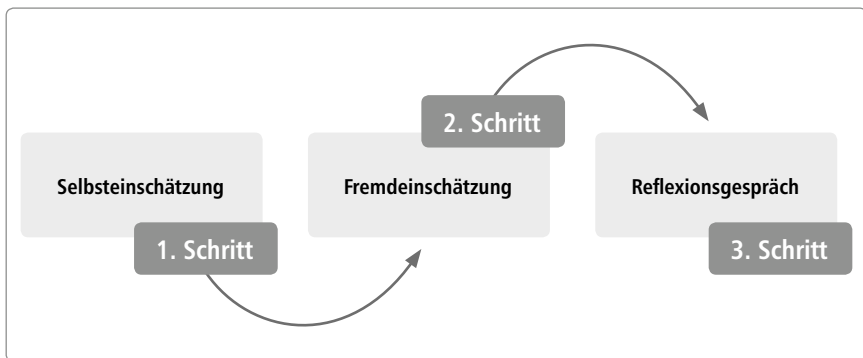 Selbsteinschätzung
1. Schritt
Fremdeinschätzung
2. Schritt
Reflexionsgespräch
3. Schritt